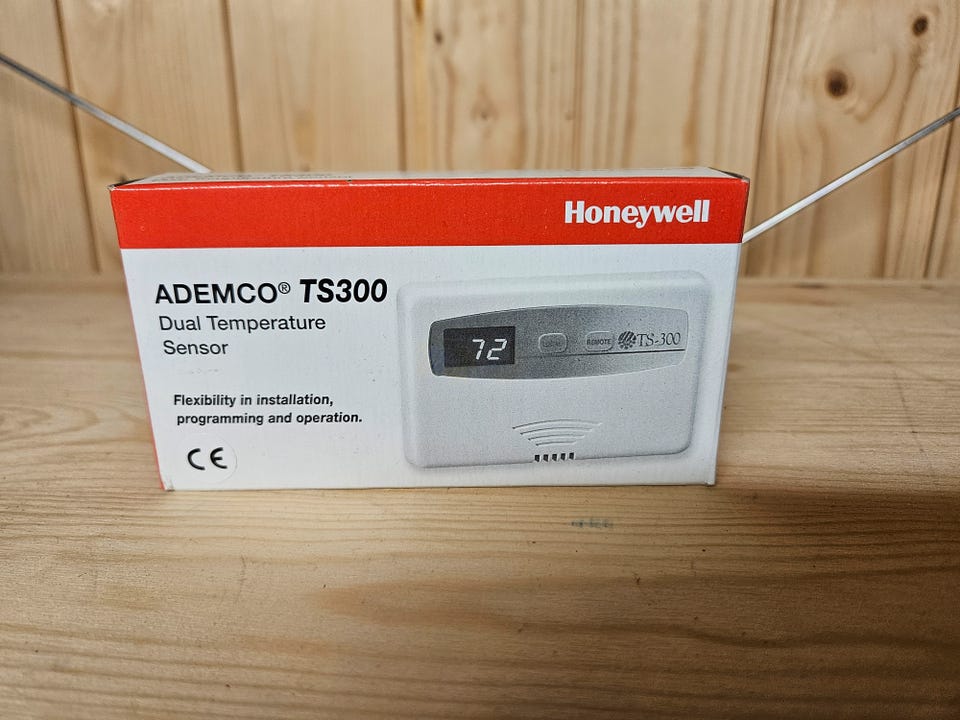 Honeywell
ADEMCO® TS300
Dual Temperature
Sensor
72
REMOTE
TS-300
Flexibility in installation,
programming and operation.
CE